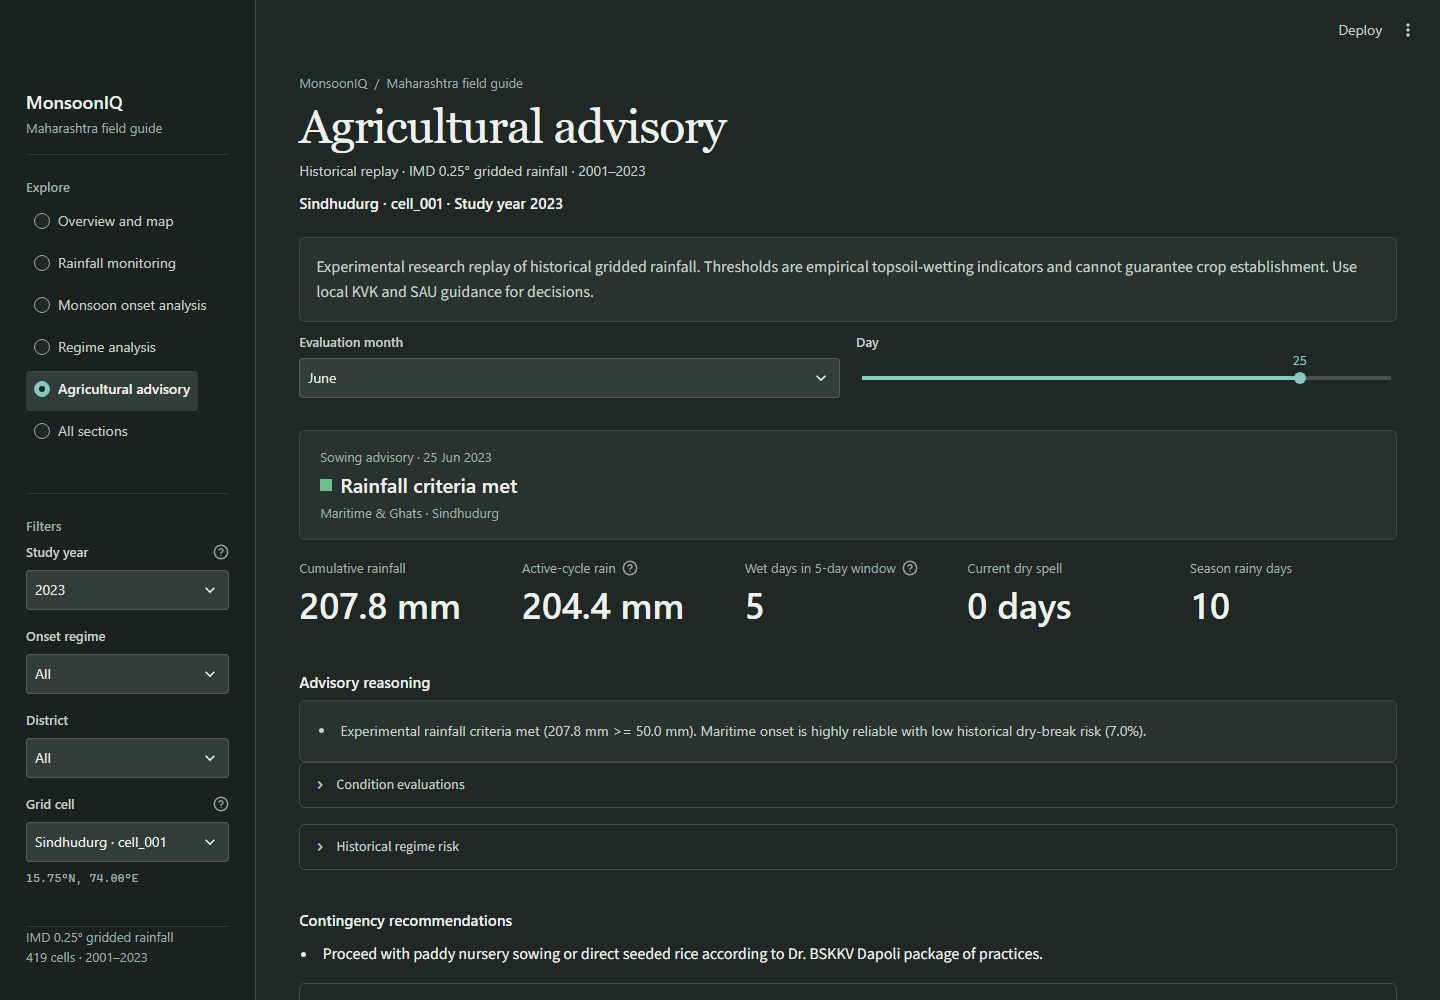 Deploy
MonsoonIQ
Maharashtra field guide
Explore
Overview and map
Rainfall monitoring
Monsoon onset analysis
Regime analysis
Agricultural advisory
All sections
Filters
Study year
2023
Onset regime
All
District
All
Grid cell
Sindhudurg · cell_001
15.75°N, 74.00°E
IMD 0.25° gridded rainfall
419 cells · 2001–2023
MonsoonIQ / Maharashtra field guide
Agricultural advisory
Historical replay · IMD 0.25° gridded rainfall · 2001–2023
Sindhudurg · cell_001 · Study year 2023
Experimental research replay of historical gridded rainfall. Thresholds are empirical topsoil-wetting indicators and cannot guarantee crop establishment. Use
local KVK and SAU guidance for decisions.
Evaluation month
June
Day
25
Sowing advisory · 25 Jun 2023
Rainfall criteria met
Maritime & Ghats · Sindhudurg
Cumulative rainfall
207.8 mm
Active-cycle rain
204.4 mm
Wet days in 5-day window
5
Current dry spell
0 days
Season rainy days
10
Advisory reasoning
• Experimental rainfall criteria met (207.8 mm >= 50.0 mm). Maritime onset is highly reliable with low historical dry-break risk (7.0%).
Condition evaluations
Historical regime risk
Contingency recommendations
• Proceed with paddy nursery sowing or direct seeded rice according to Dr. BSKKV Dapoli package of practices.